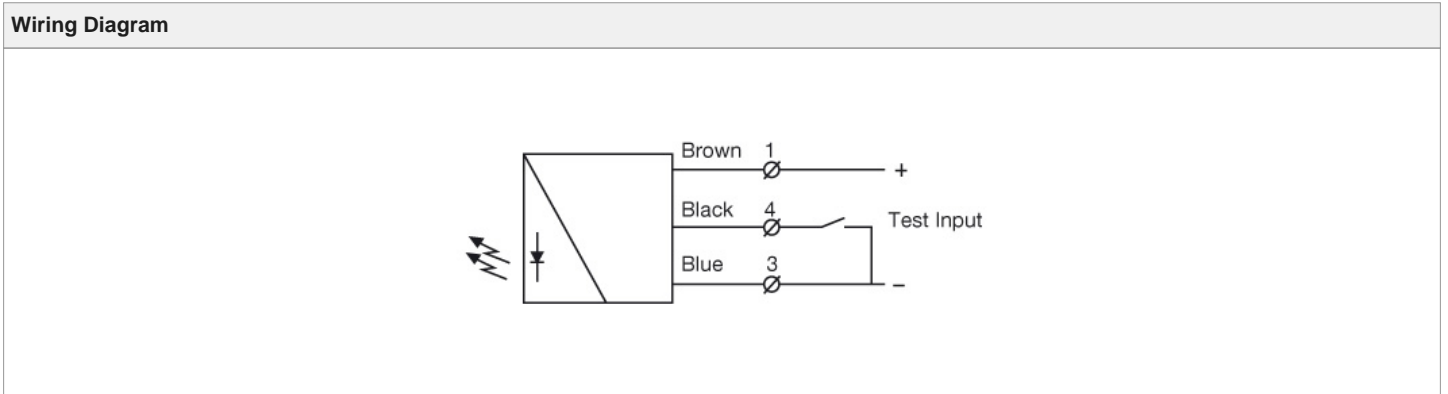 Wiring Diagram
Brown 1
+
Black 4
Test Input
Blue 3
–